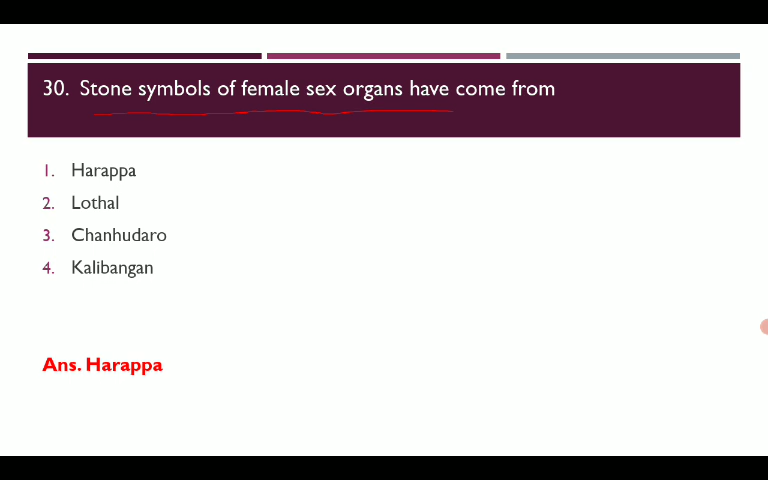 30. Stone symbols of female sex organs have come from
1. Harappa
2. Lothal
3. Chanhudaro
4. Kalibangan
Ans. Harappa